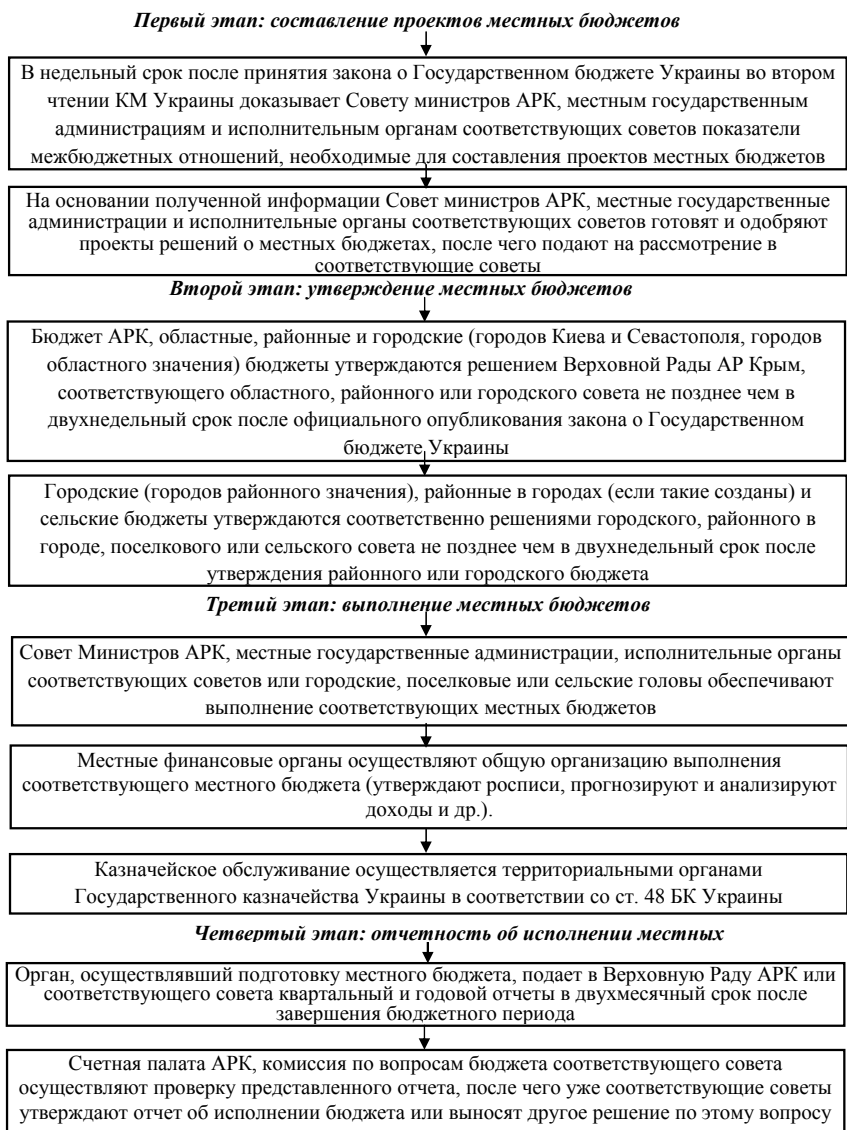 Первый этап: составление проектов местных бюджетов
В недельный срок после принятия закона о Государственном бюджете Украины во втором
чтении КМ Украины доказывает Совету министров АРК, местным государственным
администрациям и исполнительным органам соответствующих советов показатели
межбюджетных отношений, необходимые для составления проектов местных бюджетов
На основании полученной информации Совет министров АРК, местные государственные
администрации и исполнительные органы соответствующих советов готовят и одобряют
проекты решений о местных бюджетах, после чего подают на рассмотрение в
соответствующие советы
Второй этап: утверждение местных бюджетов
Бюджет АРК, областные, районные и городские (городов Киева и Севастополя, городов
областного значения) бюджеты утверждаются решением Верховной Рады АР Крым,
соответствующего областного, районного или городского совета не позднее чем в
двухнедельный срок после официального опубликования закона о Государственном
бюджете Украины
Городские (городов районного значения), районные в городах (если такие созданы) и
сельские бюджеты утверждаются соответственно решениями городского, районного в
городе, поселкового или сельского совета не позднее чем в двухнедельный срок после
утверждения районного или городского бюджета
Третий этап: выполнение местных бюджетов
Совет Министров АРК, местные государственные администрации, исполнительные органы
соответствующих советов или городские, поселковые или сельские головы обеспечивают
выполнение соответствующих местных бюджетов
Местные финансовые органы осуществляют общую организацию выполнения
соответствующего местного бюджета (утверждают росписи, прогнозируют и анализируют
доходы и др.).
Казначейское обслуживание осуществляется территориальными органами
Государственного казначейства Украины в соответствии со ст. 48 БК Украины
Четвертый этап: отчетность об исполнении местных
Орган, осуществлявший подготовку местного бюджета, подает в Верховную Раду АРК или
соответствующего совета квартальный и годовой отчеты в двухмесячный срок после
завершения бюджетного периода
Счетная палата АРК, комиссия по вопросам бюджета соответствующего совета
осуществляют проверку представленного отчета, после чего уже соответствующие советы
утверждают отчет об исполнении бюджета или выносят другое решение по этому вопросу